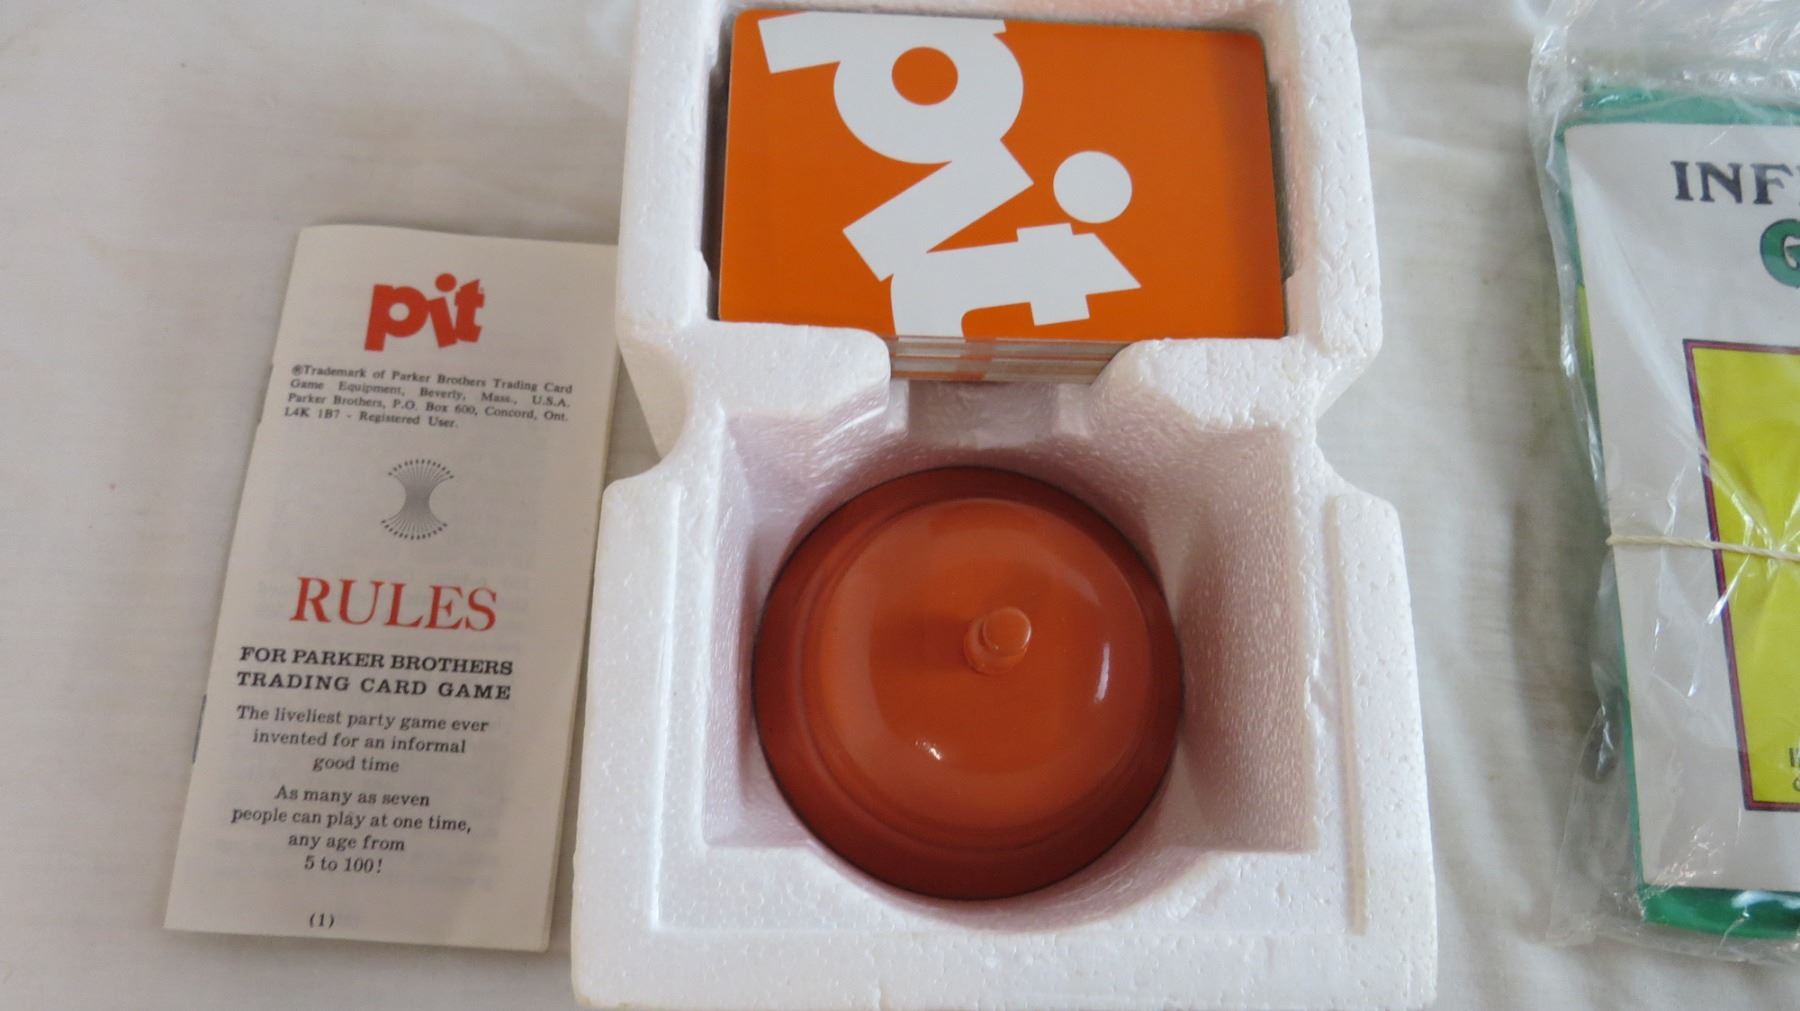 pit
®Trademark of Parker Brothers Trading Card
Game Equipment, Beverly, Mass., U.S.A.
Parker Brothers, P.O. Box 600, Concord, Ont.
L4K 1B7 - Registered User.
RULES
FOR PARKER BROTHERS
TRADING CARD GAME
The liveliest party game ever
invented for an informal
good time
As many as seven
people can play at one time,
any age from
5 to 100!
(1)
pit
INF
G